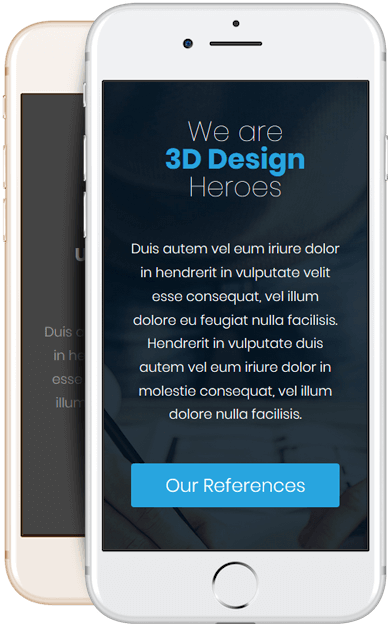 We are
3D Design
Heroes
Duis autem vel eum iriure dolor
in hendrerit in vulputate velit
esse consequat, vel illum
dolore eu feugiat nulla facilisis.
Hendrerit in vulputate duis
autem vel eum iriure dolor in
molestie consequat, vel illum
dolore nulla facilisis.
Our References
Duis
in he
esse
illum